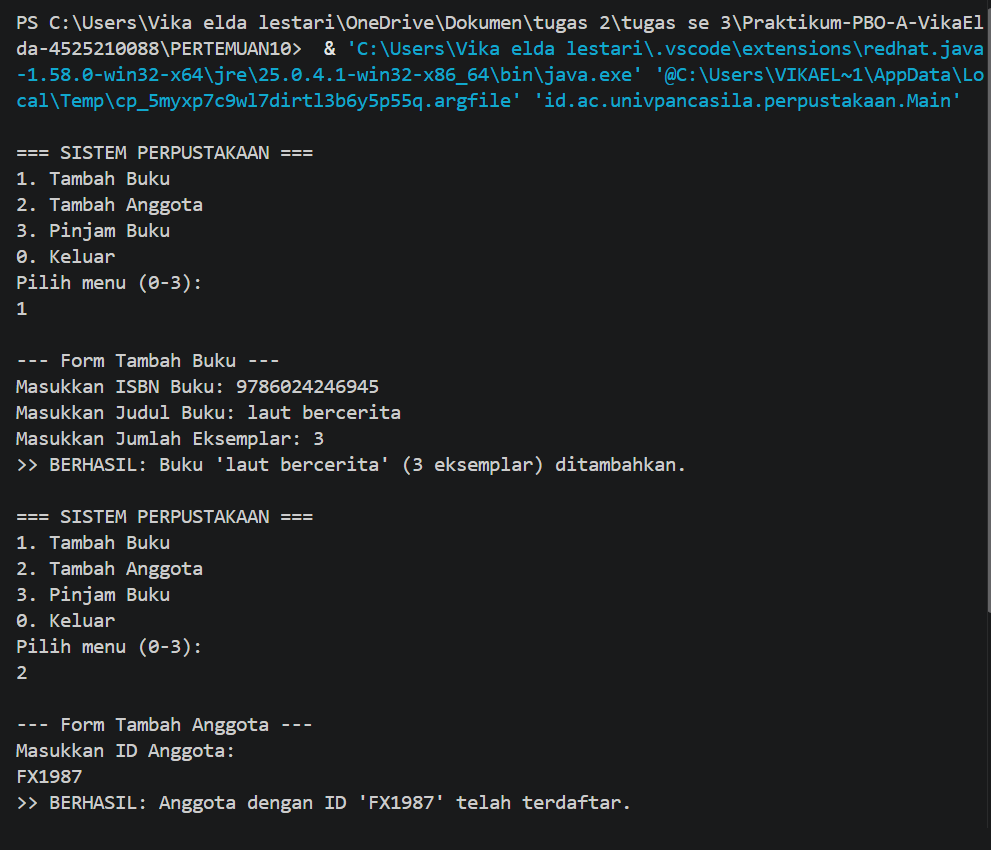 PS C:\Users\Vika elda lestari\OneDrive\Dokumen\tugas 2\tugas se 3\Praktikum-PBO-A-VikaEl
da-4525210088\PERTEMUAN10>  & 'C:\Users\Vika elda lestari\.vscode\extensions\redhat.java
-1.58.0-win32-x64\jre\25.0.4.1-win32-x86_64\bin\java.exe' '@C:\Users\VIKAEL~1\AppData\Lo
cal\Temp\cp_5myxp7c9wl7dirtl3b6y5p55q.argfile' 'id.ac.univpancasila.perpustakaan.Main'

=== SISTEM PERPUSTAKAAN ===
1. Tambah Buku
2. Tambah Anggota
3. Pinjam Buku
0. Keluar
Pilih menu (0-3):
1

--- Form Tambah Buku ---
Masukkan ISBN Buku: 9786024246945
Masukkan Judul Buku: laut bercerita
Masukkan Jumlah Eksemplar: 3
>> BERHASIL: Buku 'laut bercerita' (3 eksemplar) ditambahkan.

=== SISTEM PERPUSTAKAAN ===
1. Tambah Buku
2. Tambah Anggota
3. Pinjam Buku
0. Keluar
Pilih menu (0-3):
2

--- Form Tambah Anggota ---
Masukkan ID Anggota:
FX1987
>> BERHASIL: Anggota dengan ID 'FX1987' telah terdaftar.